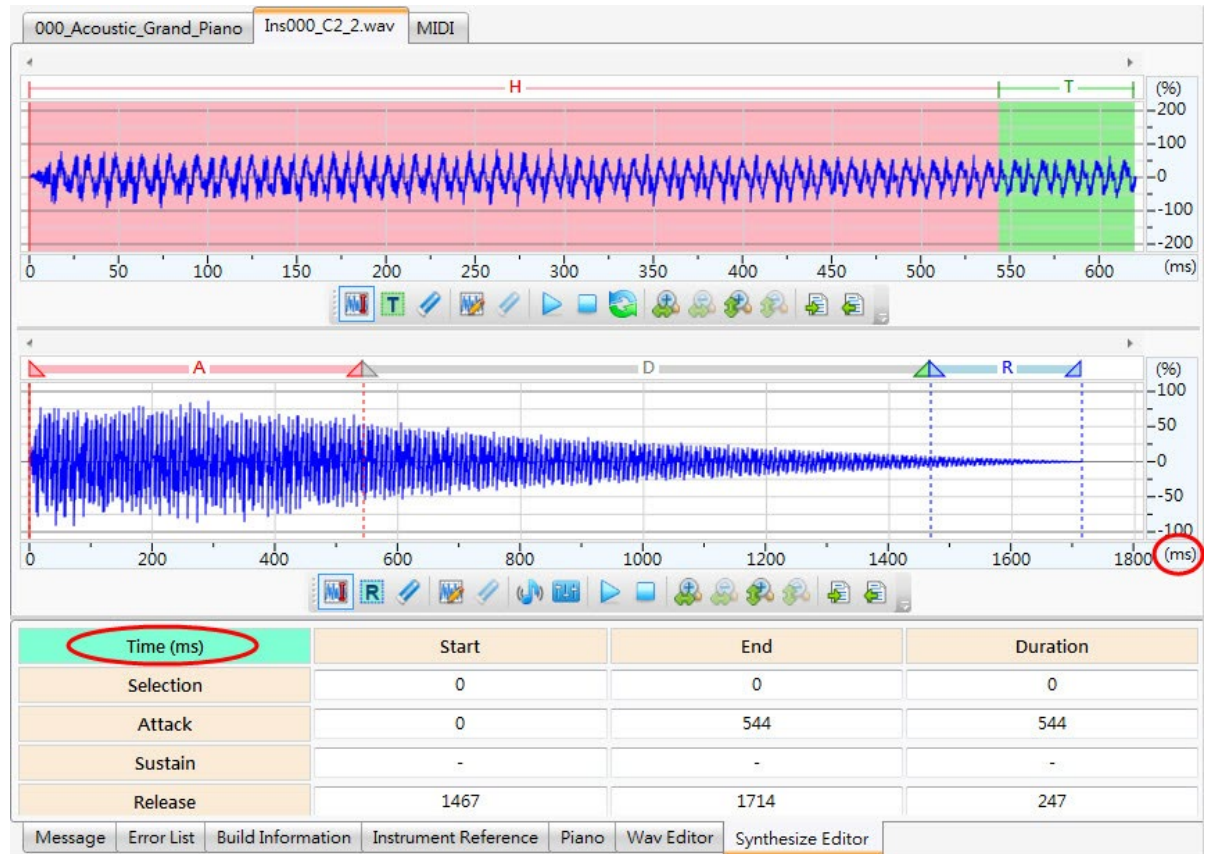 000_Acoustic_Grand_Piano Ins000_C2_2.wav MIDI
H T (%)
200
100
0
-100
-200
0 50 100 150 200 250 300 350 400 450 500 550 600 (ms)
T
A D R (%)
100
50
0
-50
-100
0 200 400 600 800 1000 1200 1400 1600 1800 (ms)
R
Time (ms) Start End Duration
Selection 0 0 0
Attack 0 544 544
Sustain - - -
Release 1467 1714 247
Message Error List Build Information Instrument Reference Piano Wav Editor Synthesize Editor